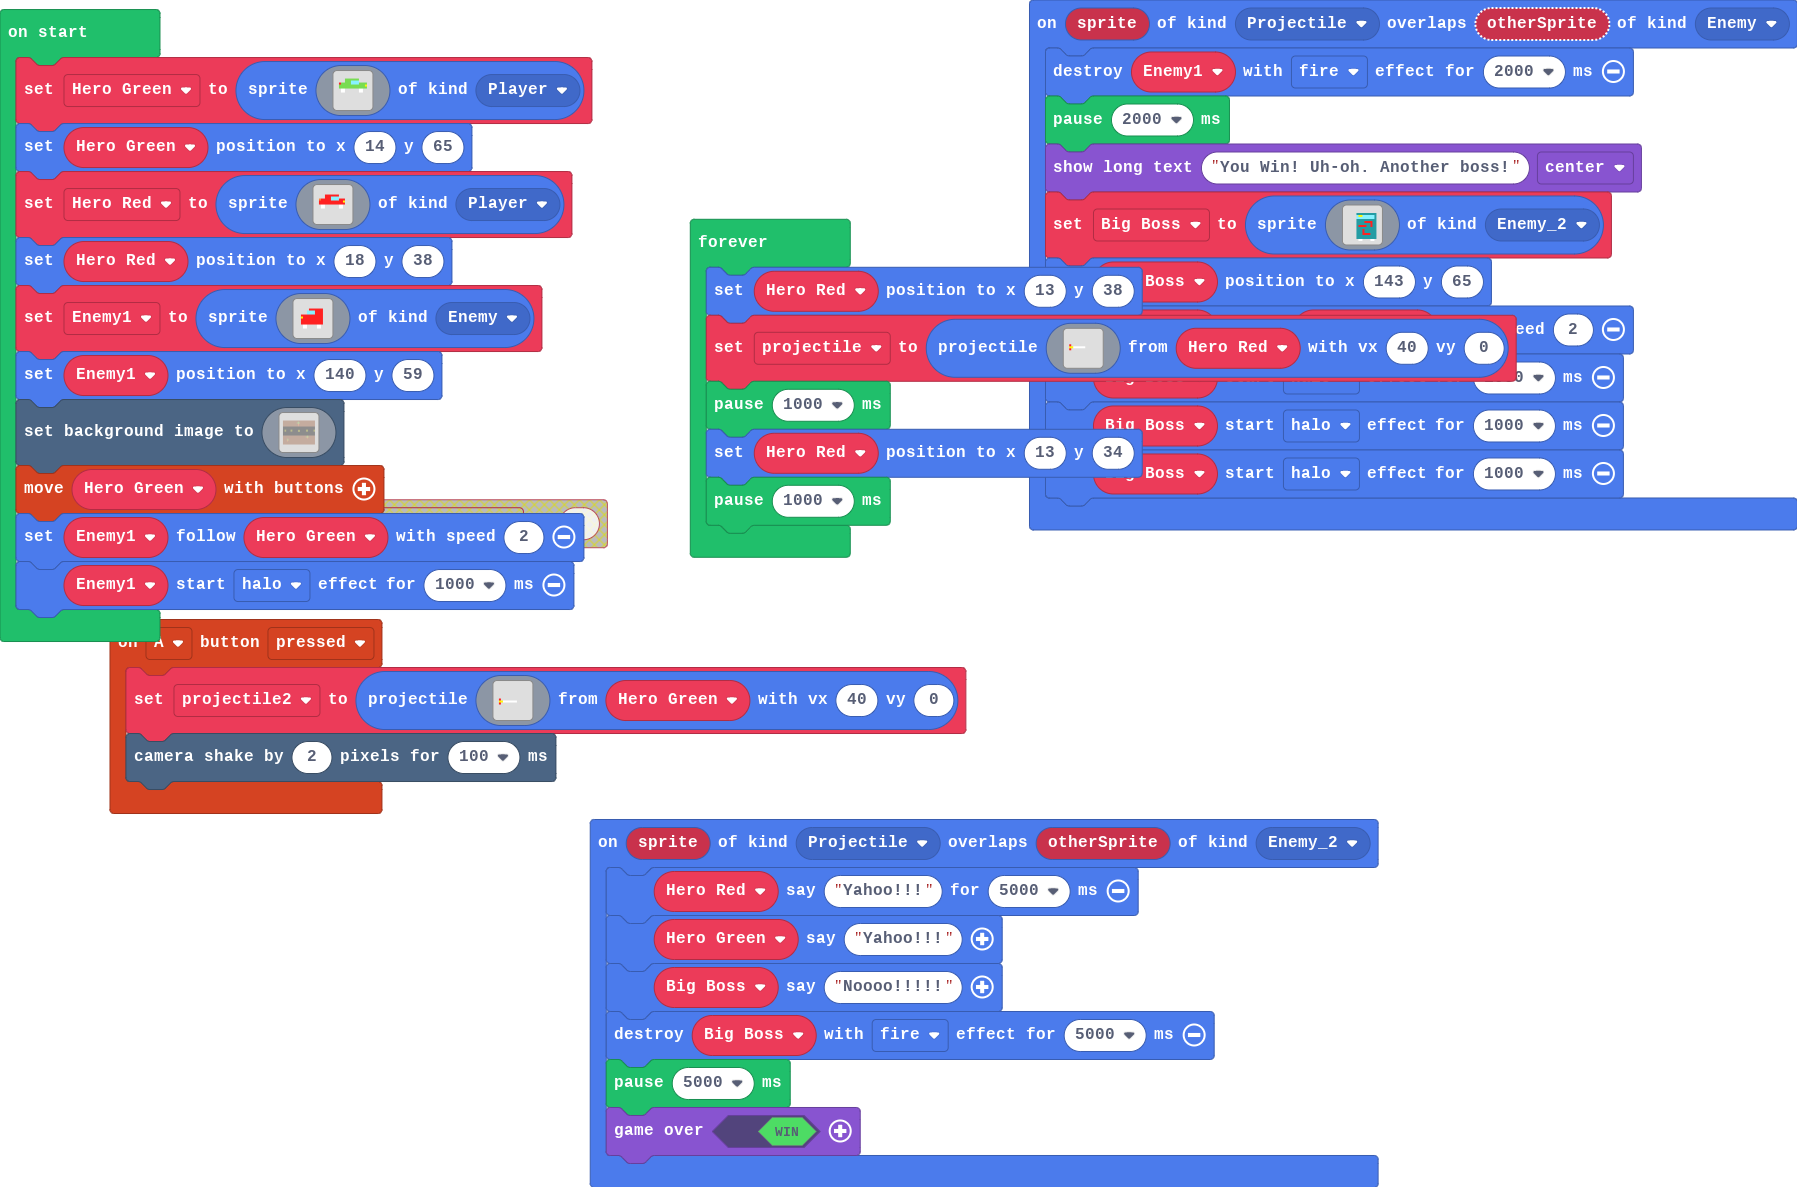 on start
set Hero Green to sprite of kind Player
set Hero Green position to x 14 y 65
set Hero Red to sprite of kind Player
set Hero Red position to x 18 y 38
set Enemy1 to sprite of kind Enemy
set Enemy1 position to x 140 y 59
set background image to
move Hero Green with buttons
set Enemy1 follow Hero Green with speed 2
Enemy1 start halo effect for 1000 ms
on A button pressed
set projectile2 to projectile from Hero Green with vx 40 vy 0
camera shake by 2 pixels for 100 ms
forever
set Hero Red position to x 13 y 38
set projectile to projectile from Hero Red with vx 40 vy 0
pause 1000 ms
set Hero Red position to x 13 y 34
pause 1000 ms
on sprite of kind Projectile overlaps otherSprite of kind Enemy
destroy Enemy1 with fire effect for 2000 ms
pause 2000 ms
show long text "You Win! Uh-oh. Another boss!" center
set Big Boss to sprite of kind Enemy_2
Boss position to x 143 y 65
2
ms
Big Boss start halo effect for 1000 ms
Big Boss start halo effect for 1000 ms
on sprite of kind Projectile overlaps otherSprite of kind Enemy_2
Hero Red say "Yahoo!!!" for 5000 ms
Hero Green say "Yahoo!!!"
Big Boss say "Noooo!!!!!"
destroy Big Boss with fire effect for 5000 ms
pause 5000 ms
game over WIN